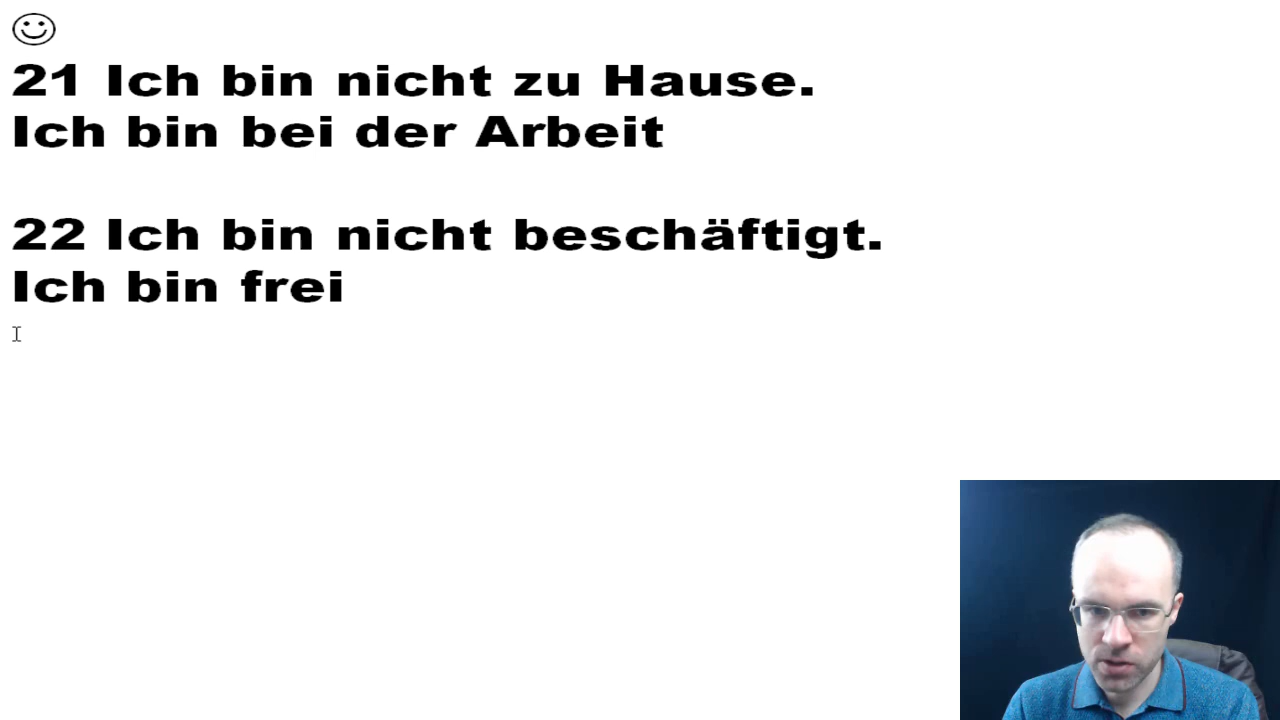 21 Ich bin nicht zu Hause.
Ich bin bei der Arbeit
22 Ich bin nicht beschäftigt.
Ich bin frei